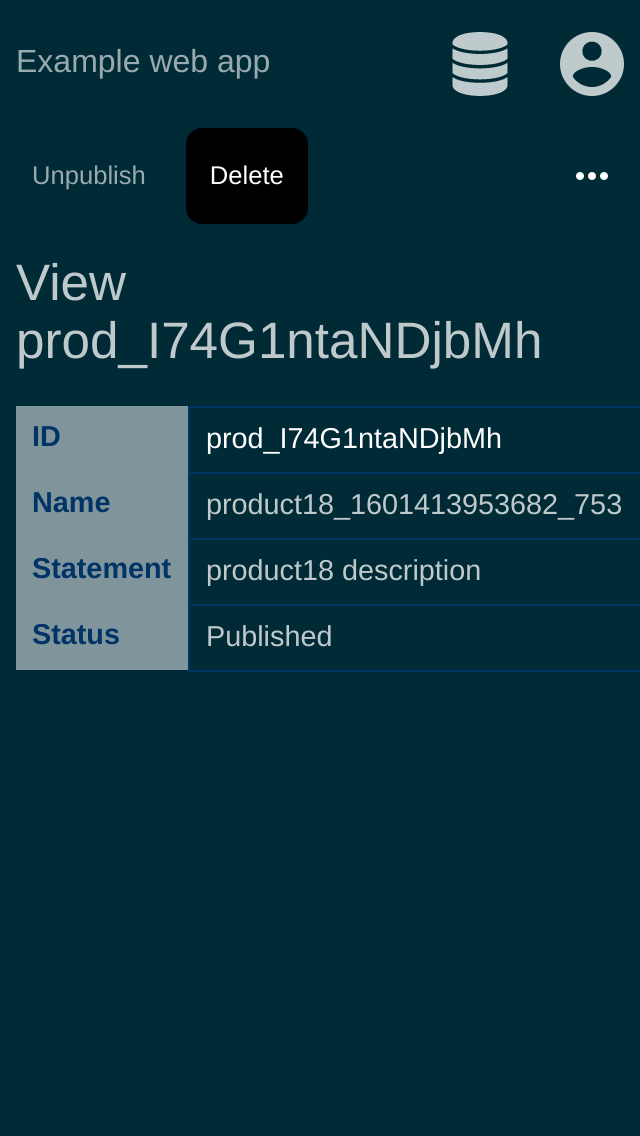 Example web app
Unpublish Delete
View
prod_I74G1ntaNDjbMh
ID prod_I74G1ntaNDjbMh
Name product18_1601413953682_753
Statement product18 description
Status Published